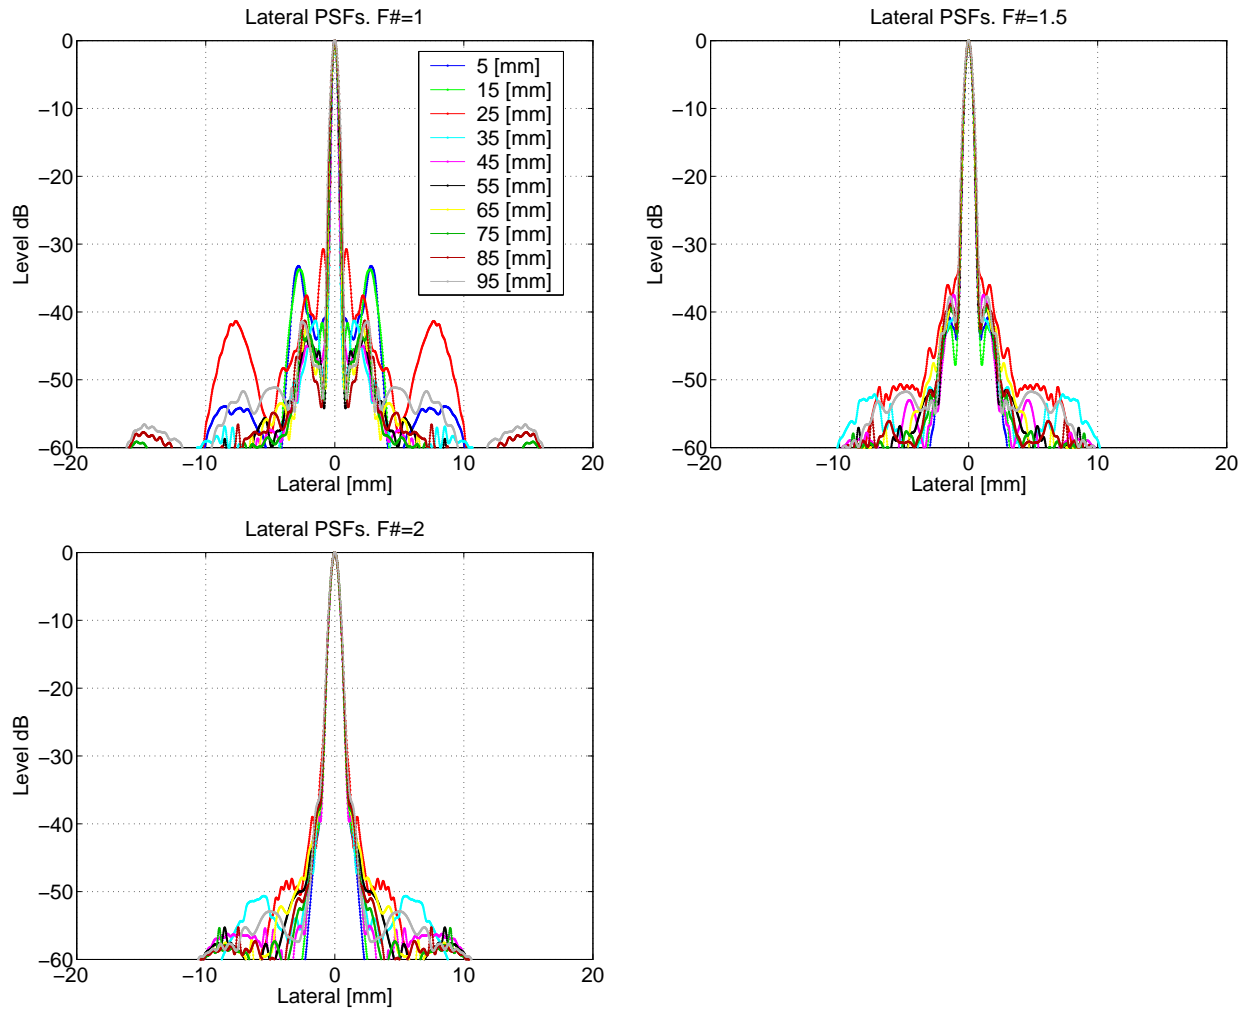 Lateral PSFs. F#=1
0
−10
−20
−30
−40
−50
−60
Level dB
−20
−10
0
10
20
Lateral [mm]
5 [mm]
15 [mm]
25 [mm]
35 [mm]
45 [mm]
55 [mm]
65 [mm]
75 [mm]
85 [mm]
95 [mm]
Lateral PSFs. F#=1.5
0
−10
−20
−30
−40
−50
−60
Level dB
−20
−10
0
10
20
Lateral [mm]
Lateral PSFs. F#=2
0
−10
−20
−30
−40
−50
−60
Level dB
−20
−10
0
10
20
Lateral [mm]